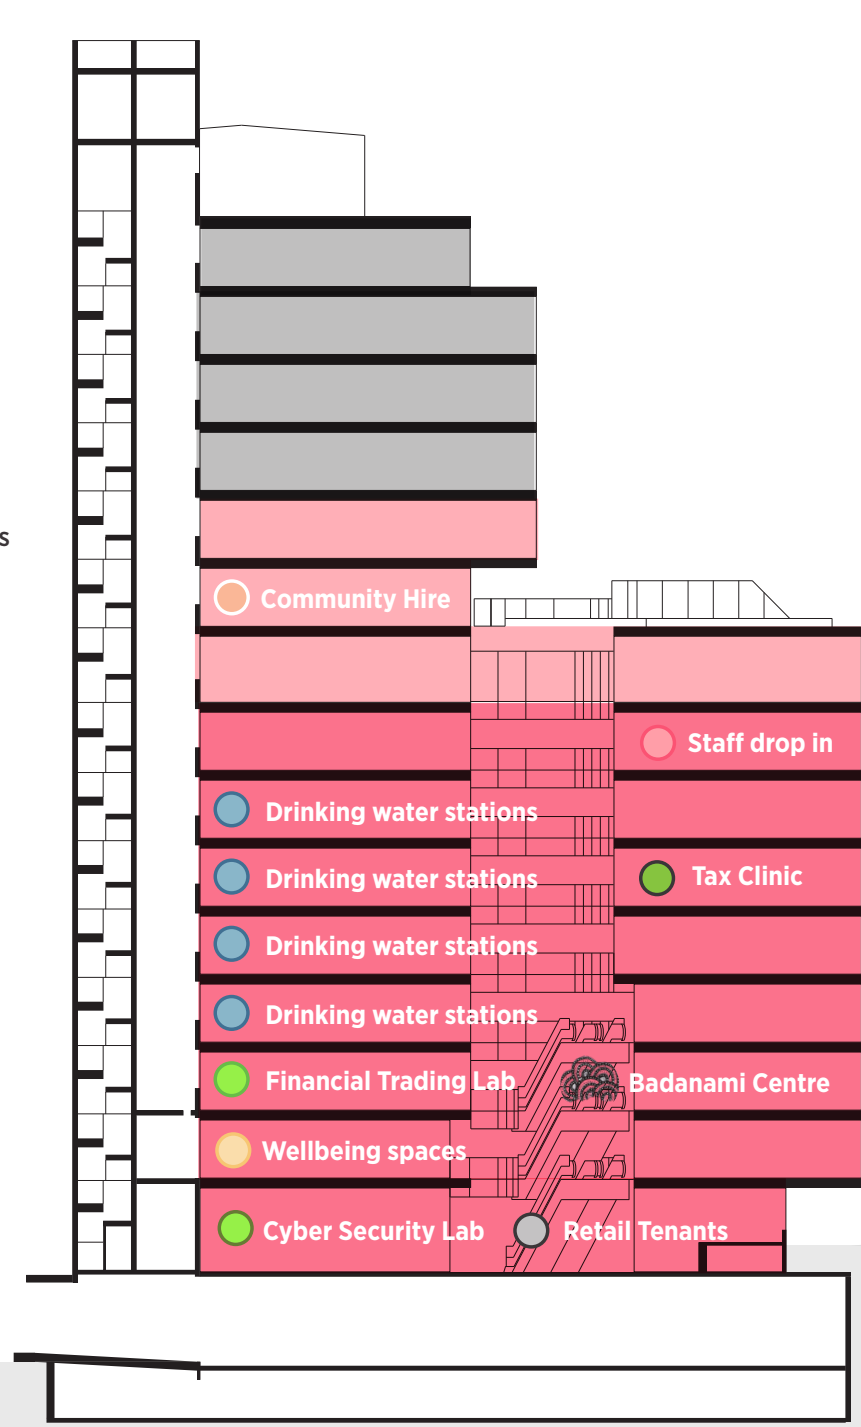 s
Community Hire
Staff drop in
Drinking water stations
Drinking water stations
Tax Clinic
Drinking water stations
Drinking water stations
Financial Trading Lab
Badanami Centre
Wellbeing spaces
Cyber Security Lab
Retail Tenants